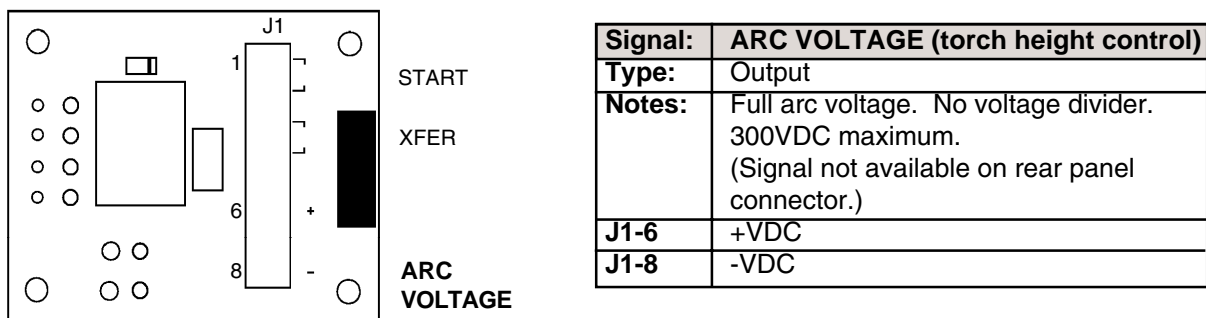 J1
1
START
XFER
6 +
8 -
ARC
VOLTAGE
Signal: ARC VOLTAGE (torch height control)
Type: Output
Notes: Full arc voltage. No voltage divider.
300VDC maximum.
(Signal not available on rear panel
connector.)
J1-6 +VDC
J1-8 -VDC